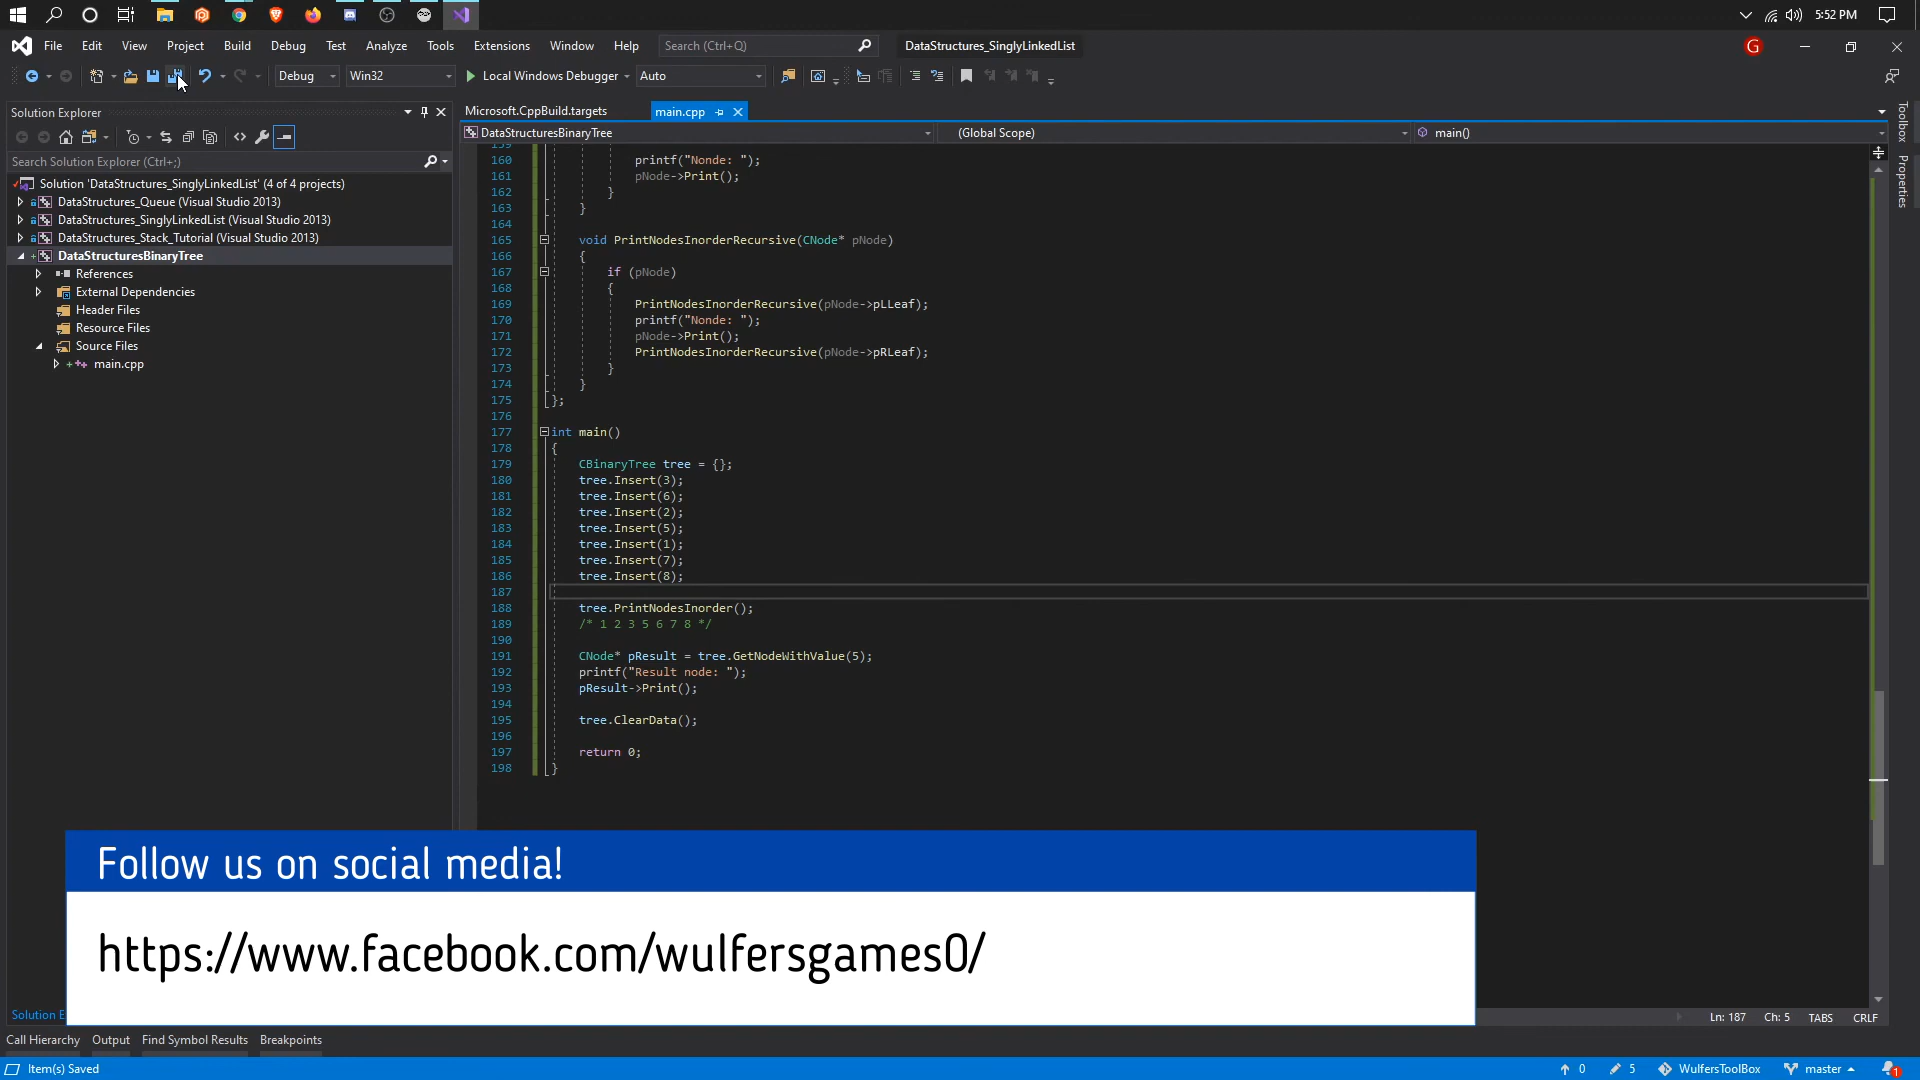 5:52 PM
File Edit View Project Build Debug Test Analyze Tools Extensions Window Help Search (Ctrl+Q) DataStructures_SinglyLinkedList G
Debug Win32 Local Windows Debugger Auto
Solution Explorer
Search Solution Explorer (Ctrl+;)
Solution 'DataStructures_SinglyLinkedList' (4 of 4 projects)
DataStructures_Queue (Visual Studio 2013)
DataStructures_SinglyLinkedList (Visual Studio 2013)
DataStructures_Stack_Tutorial (Visual Studio 2013)
DataStructuresBinaryTree
References
External Dependencies
Header Files
Resource Files
Source Files
main.cpp
Microsoft.CppBuild.targets main.cpp
DataStructuresBinaryTree (Global Scope) main()
159
160 printf("Nonde: ");
161 pNode->Print();
162 }
163 }
164
165 void PrintNodesInorderRecursive(CNode* pNode)
166 {
167 if (pNode)
168 {
169 PrintNodesInorderRecursive(pNode->pLLeaf);
170 printf("Nonde: ");
171 pNode->Print();
172 PrintNodesInorderRecursive(pNode->pRLeaf);
173 }
174 }
175 };
176
177 int main()
178 {
179 CBinaryTree tree = {};
180 tree.Insert(3);
181 tree.Insert(6);
182 tree.Insert(2);
183 tree.Insert(5);
184 tree.Insert(1);
185 tree.Insert(7);
186 tree.Insert(8);
187
188 tree.PrintNodesInorder();
189 /* 1 2 3 5 6 7 8 */
190
191 CNode* pResult = tree.GetNodeWithValue(5);
192 printf("Result node: ");
193 pResult->Print();
194
195 tree.ClearData();
196
197 return 0;
198 }
Toolbox
Properties
Follow us on social media!
https://www.facebook.com/wulfersgames0/
Solution E
Ln: 187 Ch: 5 TABS CRLF
Call Hierarchy Output Find Symbol Results Breakpoints
Item(s) Saved 0 5 WulfersToolBox master 1